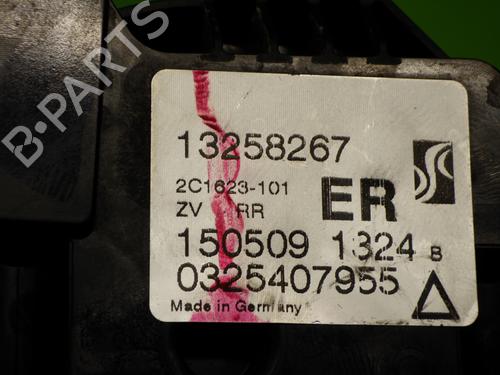 B-PARTS
13258267
2C1623-101
ZV RR
ER
150509 1324 B
0325407955
Made in Germany